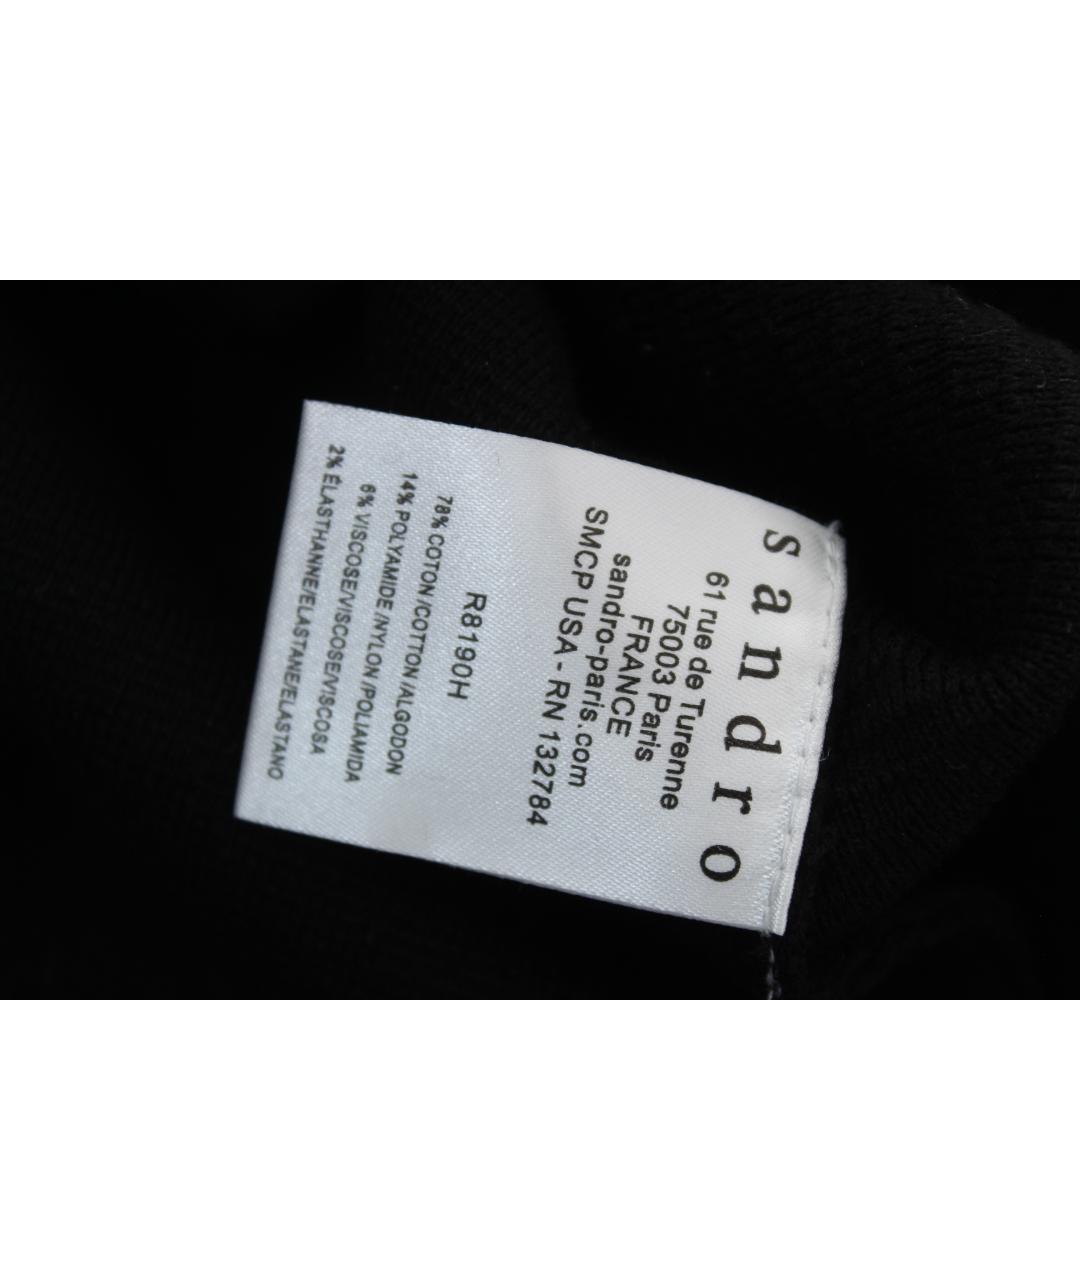 sandro
61 rue de Turenne
75003 Paris
FRANCE
sandro-paris.com
SMCP USA - RN 132784
R8190H
78% COTON/COTTON/ALGODON
14% POLYAMIDE/NYLON/POLIAMIDA
6% VISCOSE/VISCOSE/VISCOSA
2% ÉLASTHANNE/ELASTANE/ELASTANO